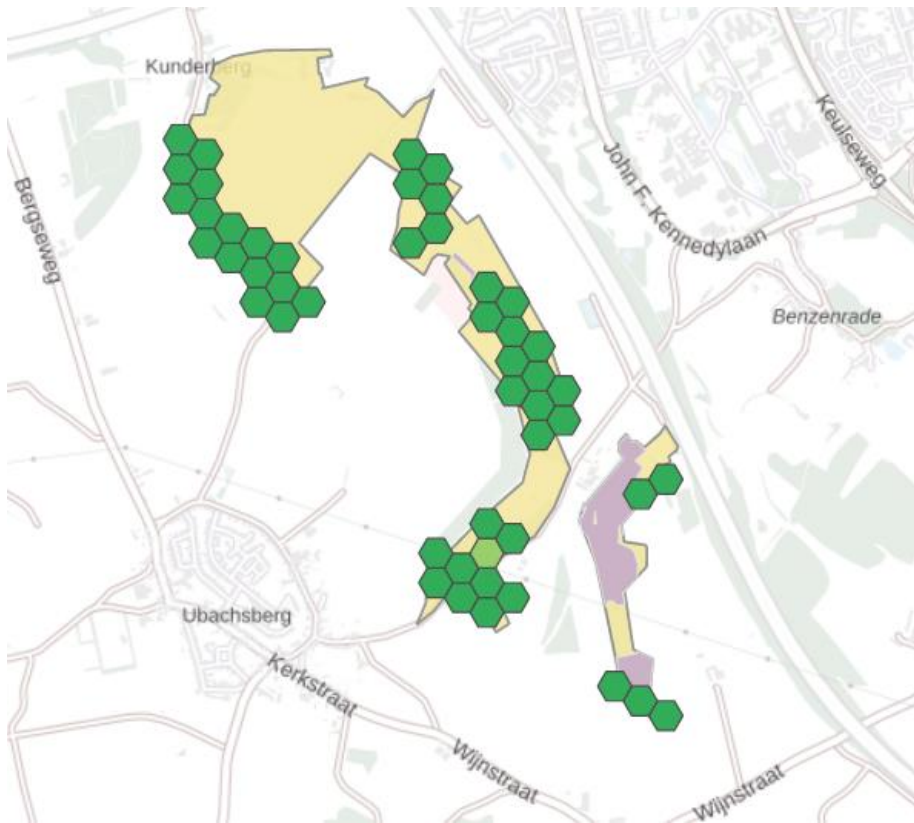 Kunderberg
Keulseweg
John F. Kennedylaan
Bergseweg
Benzenrade
Ubachsberg
Kerkstraat
Wijnstraat
Wijnstraat